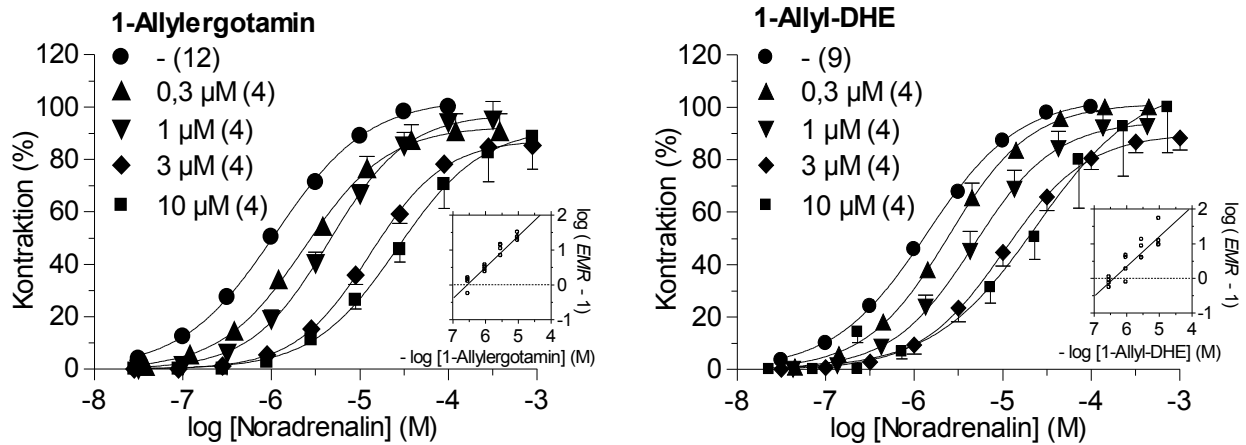 1-Allylergotamin
120
100
80
60
40
20
0
Kontraktion (%)
- (12)
0,3 µM (4)
1 µM (4)
3 µM (4)
10 µM (4)
-8 -7 -6 -5 -4 -3
log [Noradrenalin] (M)
2
1
0
-1
log (EMR - 1)
7 6 5 4
- log [1-Allylergotamin] (M)
1-Allyl-DHE
120
100
80
60
40
20
0
Kontraktion (%)
- (9)
0,3 µM (4)
1 µM (4)
3 µM (4)
10 µM (4)
-8 -7 -6 -5 -4 -3
log [Noradrenalin] (M)
2
1
0
-1
log (EMR - 1)
7 6 5 4
- log [1-Allyl-DHE] (M)